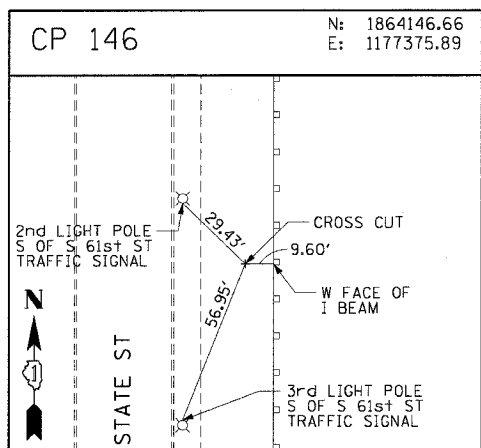 CP 146
N: 1864146.66
E: 1177375.89
2nd LIGHT POLE
S OF S 61st ST
TRAFFIC SIGNAL
29.43'
CROSS CUT
9.60'
W FACE OF
I BEAM
56.95'
N
1
STATE ST
3rd LIGHT POLE
S OF S 61st ST
TRAFFIC SIGNAL